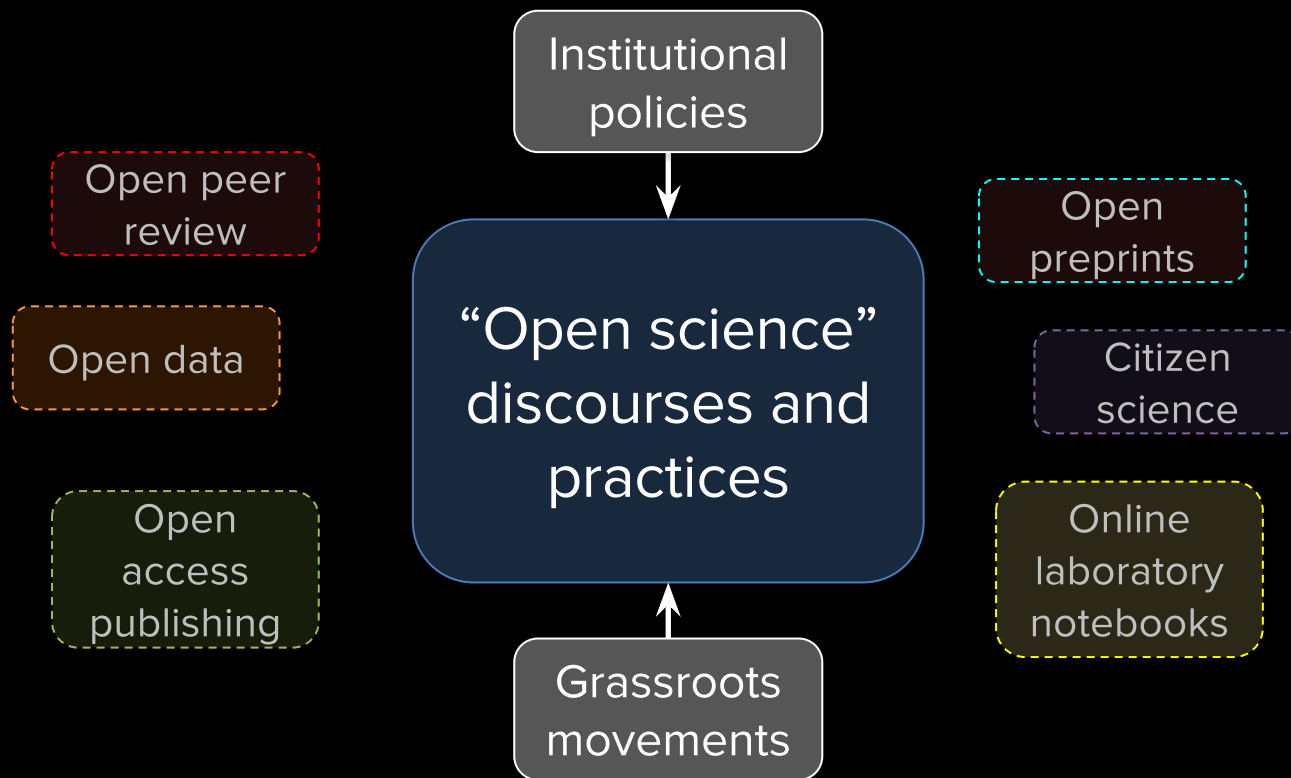 Institutional
policies
Open peer
review
Open data
Open
access
publishing
“Open science”
discourses and
practices
Open
preprints
Citizen
science
Online
laboratory
notebooks
Grassroots
movements